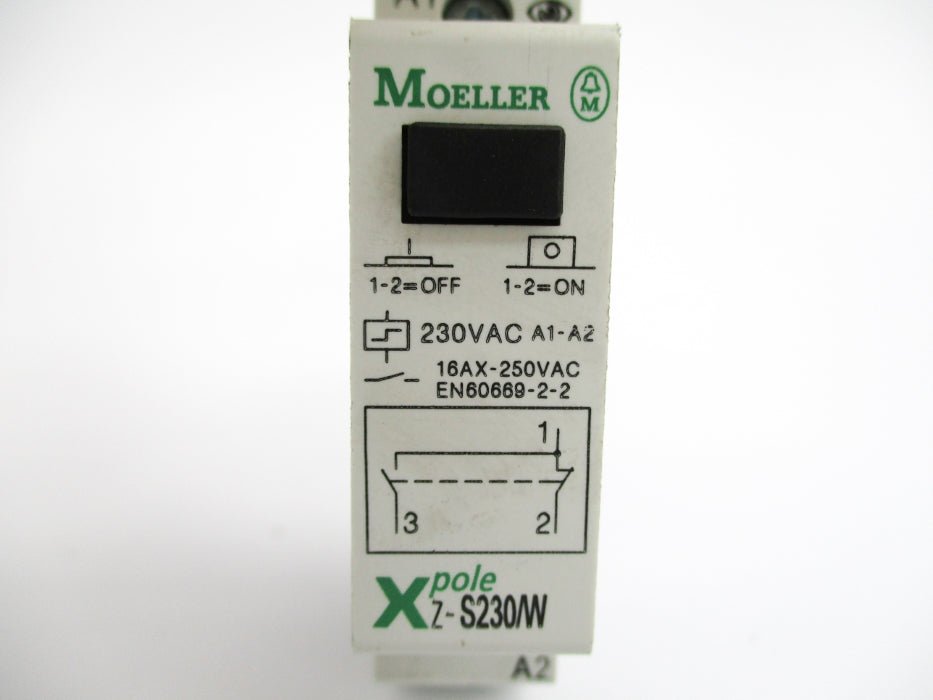 A1
MOELLER
M
1-2=OFF 1-2=ON
230VAC A1-A2
16AX-250VAC
EN60669-2-2
1
3 2
Xpole
Z-S230/W
A2